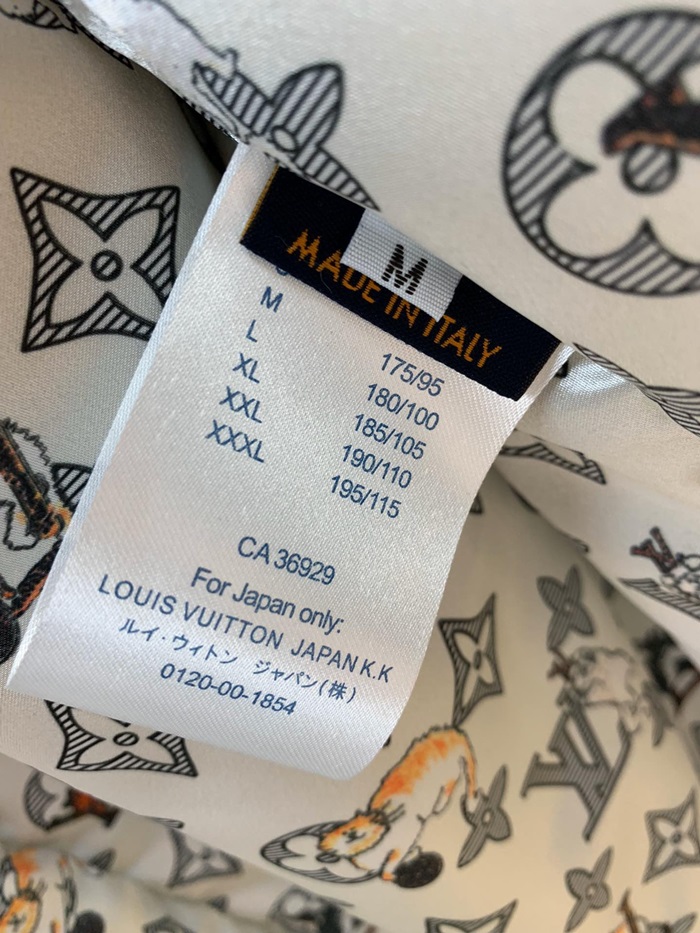 M
MADE IN ITALY
M
L 175/95
XL 180/100
XXL 185/105
XXXL 190/110
195/115
CA 36929
For Japan only:
LOUIS VUITTON JAPAN K.K
ルイ・ヴィトン ジャパン(株)
0120-00-1854
LV